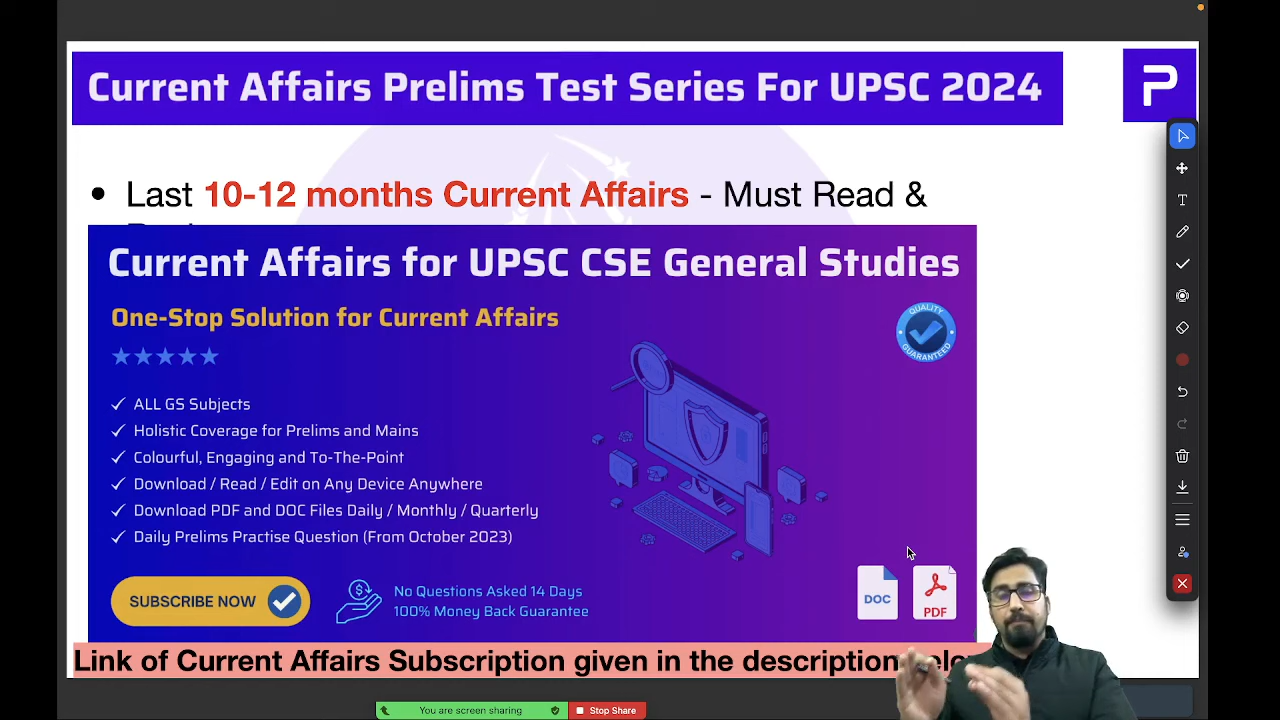 Current Affairs Prelims Test Series For UPSC 2024
P
• Last 10-12 months Current Affairs - Must Read &
Current Affairs for UPSC CSE General Studies
One-Stop Solution for Current Affairs
QUALITY
GUARANTEED
✓ ALL GS Subjects
✓ Holistic Coverage for Prelims and Mains
✓ Colourful, Engaging and To-The-Point
✓ Download / Read / Edit on Any Device Anywhere
✓ Download PDF and DOC Files Daily / Monthly / Quarterly
✓ Daily Prelims Practise Question (From October 2023)
SUBSCRIBE NOW
No Questions Asked 14 Days
100% Money Back Guarantee
DOC
PDF
Link of Current Affairs Subscription given in the description
You are screen sharing
Stop Share
T